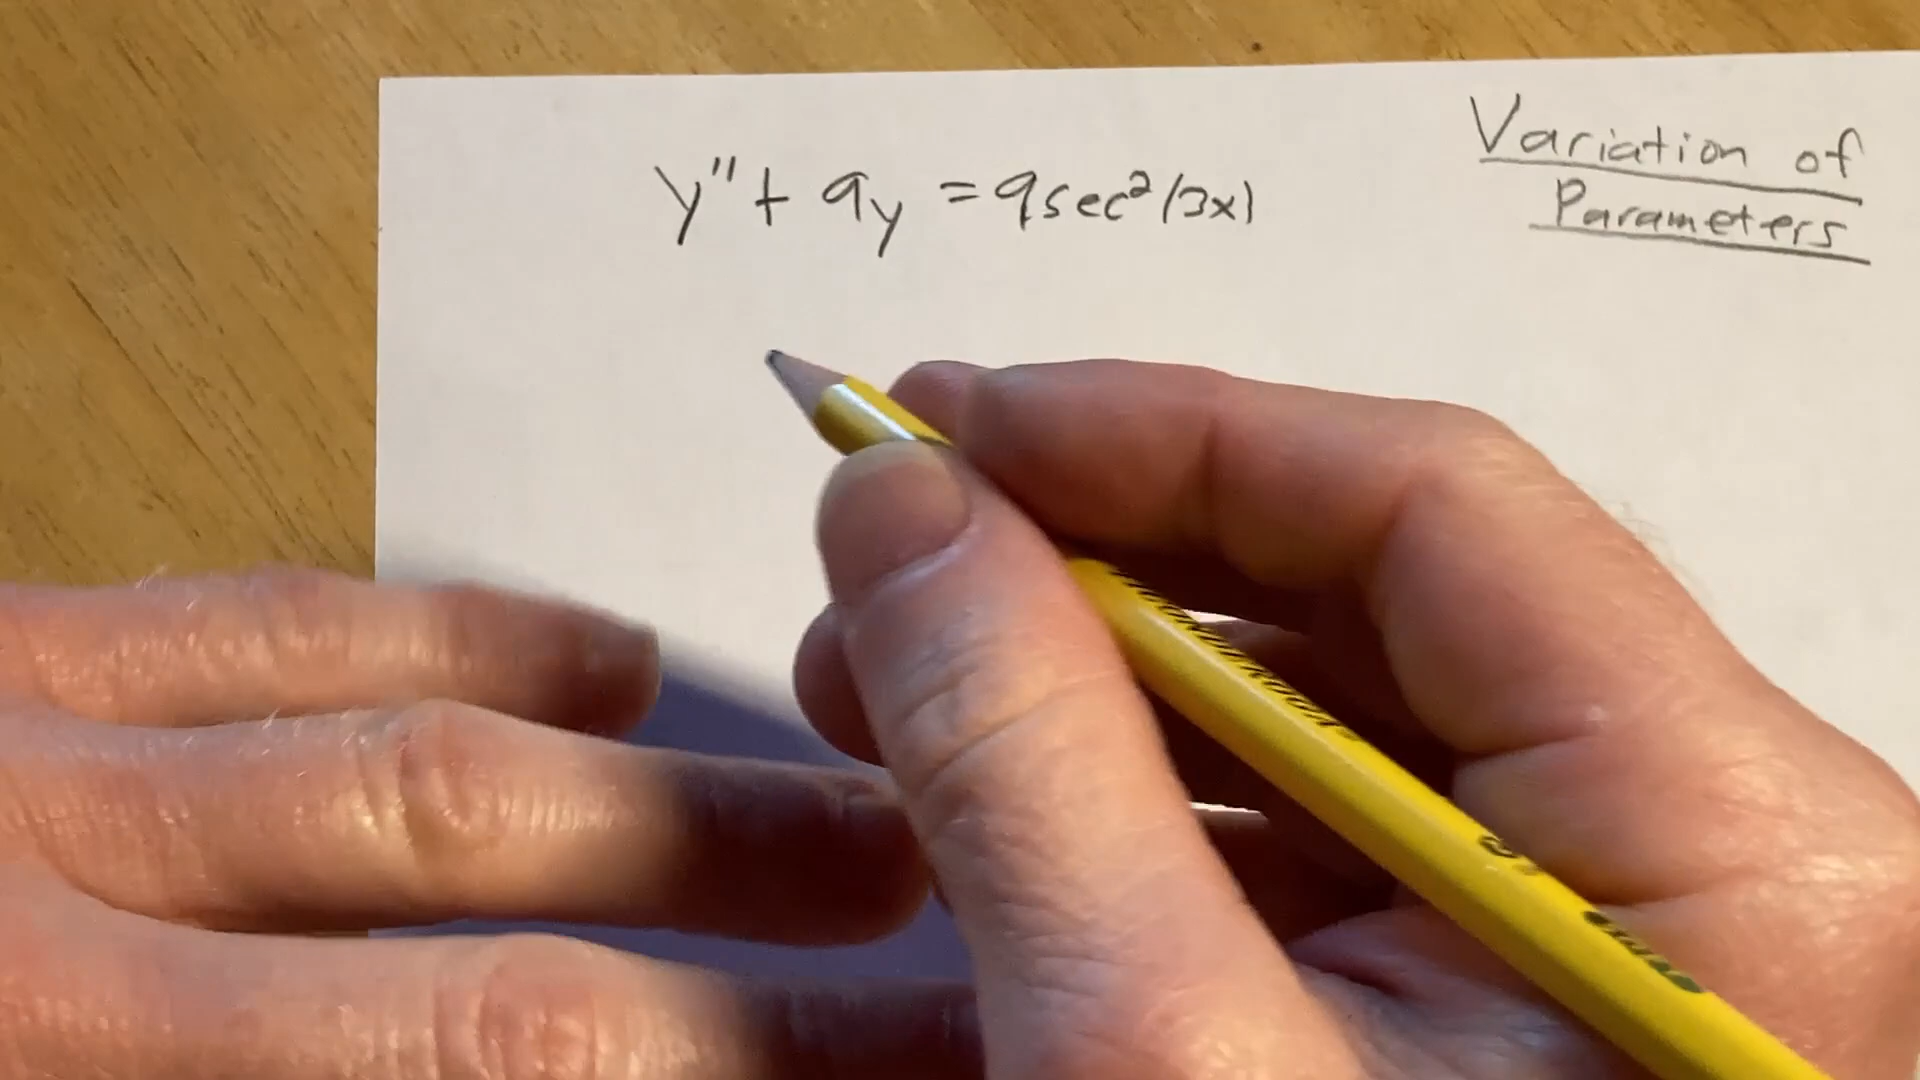 y'' + 9y = 9sec²(3x)
Variation of
Parameters